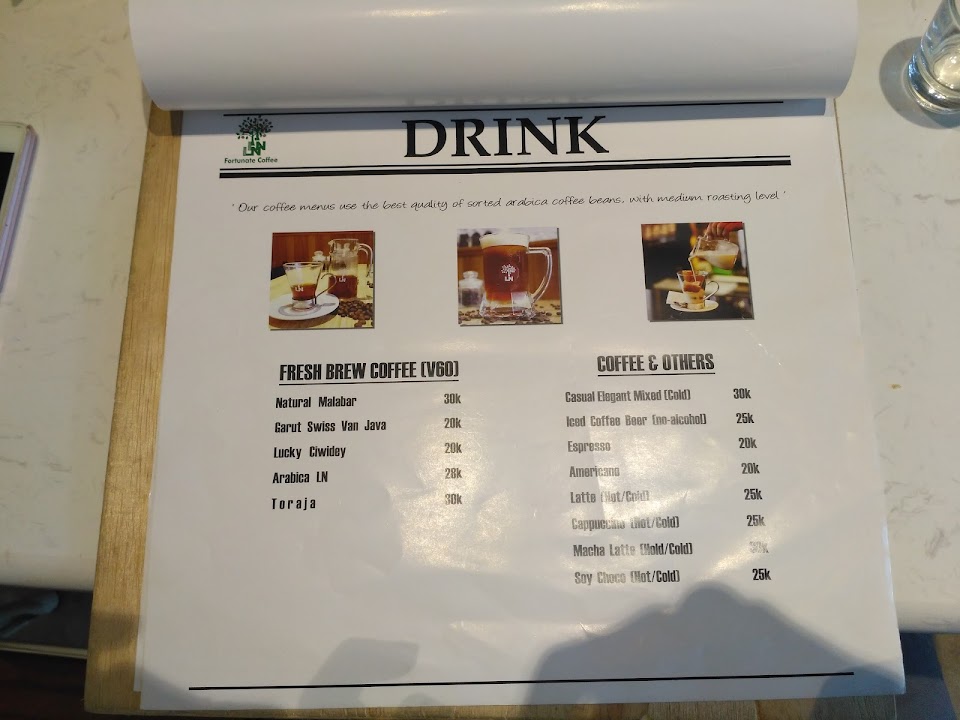 DRINK
LN
Fortunate Coffee
' Our coffee menus use the best quality of sorted arabica coffee beans, with medium roasting level '
FRESH BREW COFFEE (V60)
Natural Malabar 30k
Garut Swiss Van Java 20k
Lucky Ciwidey 20k
Arabica LN 28k
Toraja 30k
COFFEE & OTHERS
Casual Elegant Mixed (Cold) 30k
Iced Coffee Beer (no-alcohol) 25k
Espresso 20k
Americano 20k
Latte (Hot/Cold) 25k
Cappuccino (Hot/Cold) 25k
Macha Latte (Hold/Cold) 30k
Soy Choco (Hot/Cold) 25k